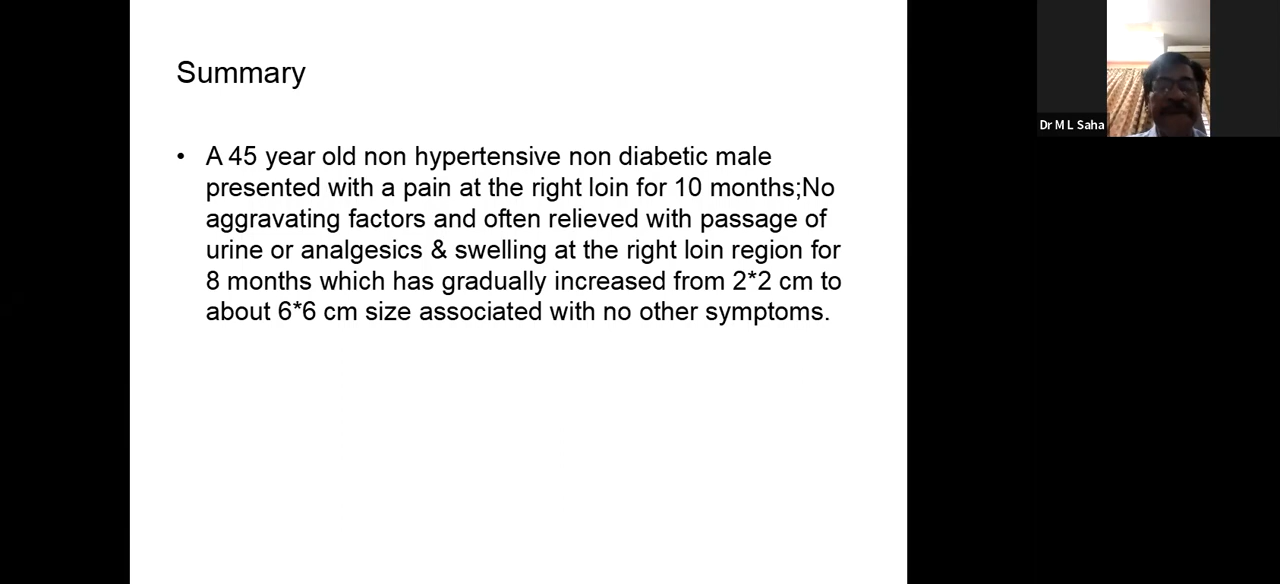 Summary
• A 45 year old non hypertensive non diabetic male
presented with a pain at the right loin for 10 months;No
aggravating factors and often relieved with passage of
urine or analgesics & swelling at the right loin region for
8 months which has gradually increased from 2*2 cm to
about 6*6 cm size associated with no other symptoms.
Dr M L Saha